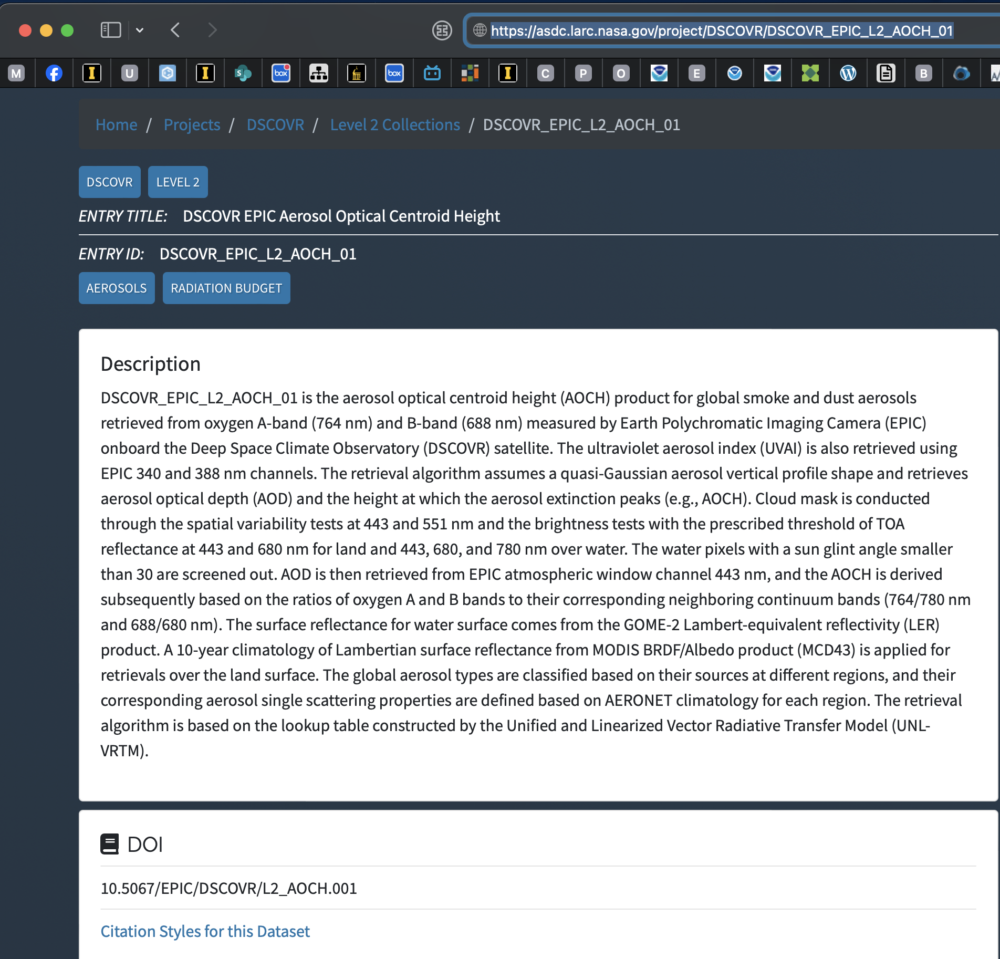 https://asdc.larc.nasa.gov/project/DSCOVR/DSCOVR_EPIC_L2_AOCH_01
M U S box box C P O E B
Home / Projects / DSCOVR / Level 2 Collections / DSCOVR_EPIC_L2_AOCH_01
DSCOVR LEVEL 2
ENTRY TITLE: DSCOVR EPIC Aerosol Optical Centroid Height
ENTRY ID: DSCOVR_EPIC_L2_AOCH_01
AEROSOLS RADIATION BUDGET
Description
DSCOVR_EPIC_L2_AOCH_01 is the aerosol optical centroid height (AOCH) product for global smoke and dust aerosols
retrieved from oxygen A-band (764 nm) and B-band (688 nm) measured by Earth Polychromatic Imaging Camera (EPIC)
onboard the Deep Space Climate Observatory (DSCOVR) satellite. The ultraviolet aerosol index (UVAI) is also retrieved using
EPIC 340 and 388 nm channels. The retrieval algorithm assumes a quasi-Gaussian aerosol vertical profile shape and retrieves
aerosol optical depth (AOD) and the height at which the aerosol extinction peaks (e.g., AOCH). Cloud mask is conducted
through the spatial variability tests at 443 and 551 nm and the brightness tests with the prescribed threshold of TOA
reflectance at 443 and 680 nm for land and 443, 680, and 780 nm over water. The water pixels with a sun glint angle smaller
than 30 are screened out. AOD is then retrieved from EPIC atmospheric window channel 443 nm, and the AOCH is derived
subsequently based on the ratios of oxygen A and B bands to their corresponding neighboring continuum bands (764/780 nm
and 688/680 nm). The surface reflectance for water surface comes from the GOME-2 Lambert-equivalent reflectivity (LER)
product. A 10-year climatology of Lambertian surface reflectance from MODIS BRDF/Albedo product (MCD43) is applied for
retrievals over the land surface. The global aerosol types are classified based on their sources at different regions, and their
corresponding aerosol single scattering properties are defined based on AERONET climatology for each region. The retrieval
algorithm is based on the lookup table constructed by the Unified and Linearized Vector Radiative Transfer Model (UNL-
VRTM).
DOI
10.5067/EPIC/DSCOVR/L2_AOCH.001
Citation Styles for this Dataset